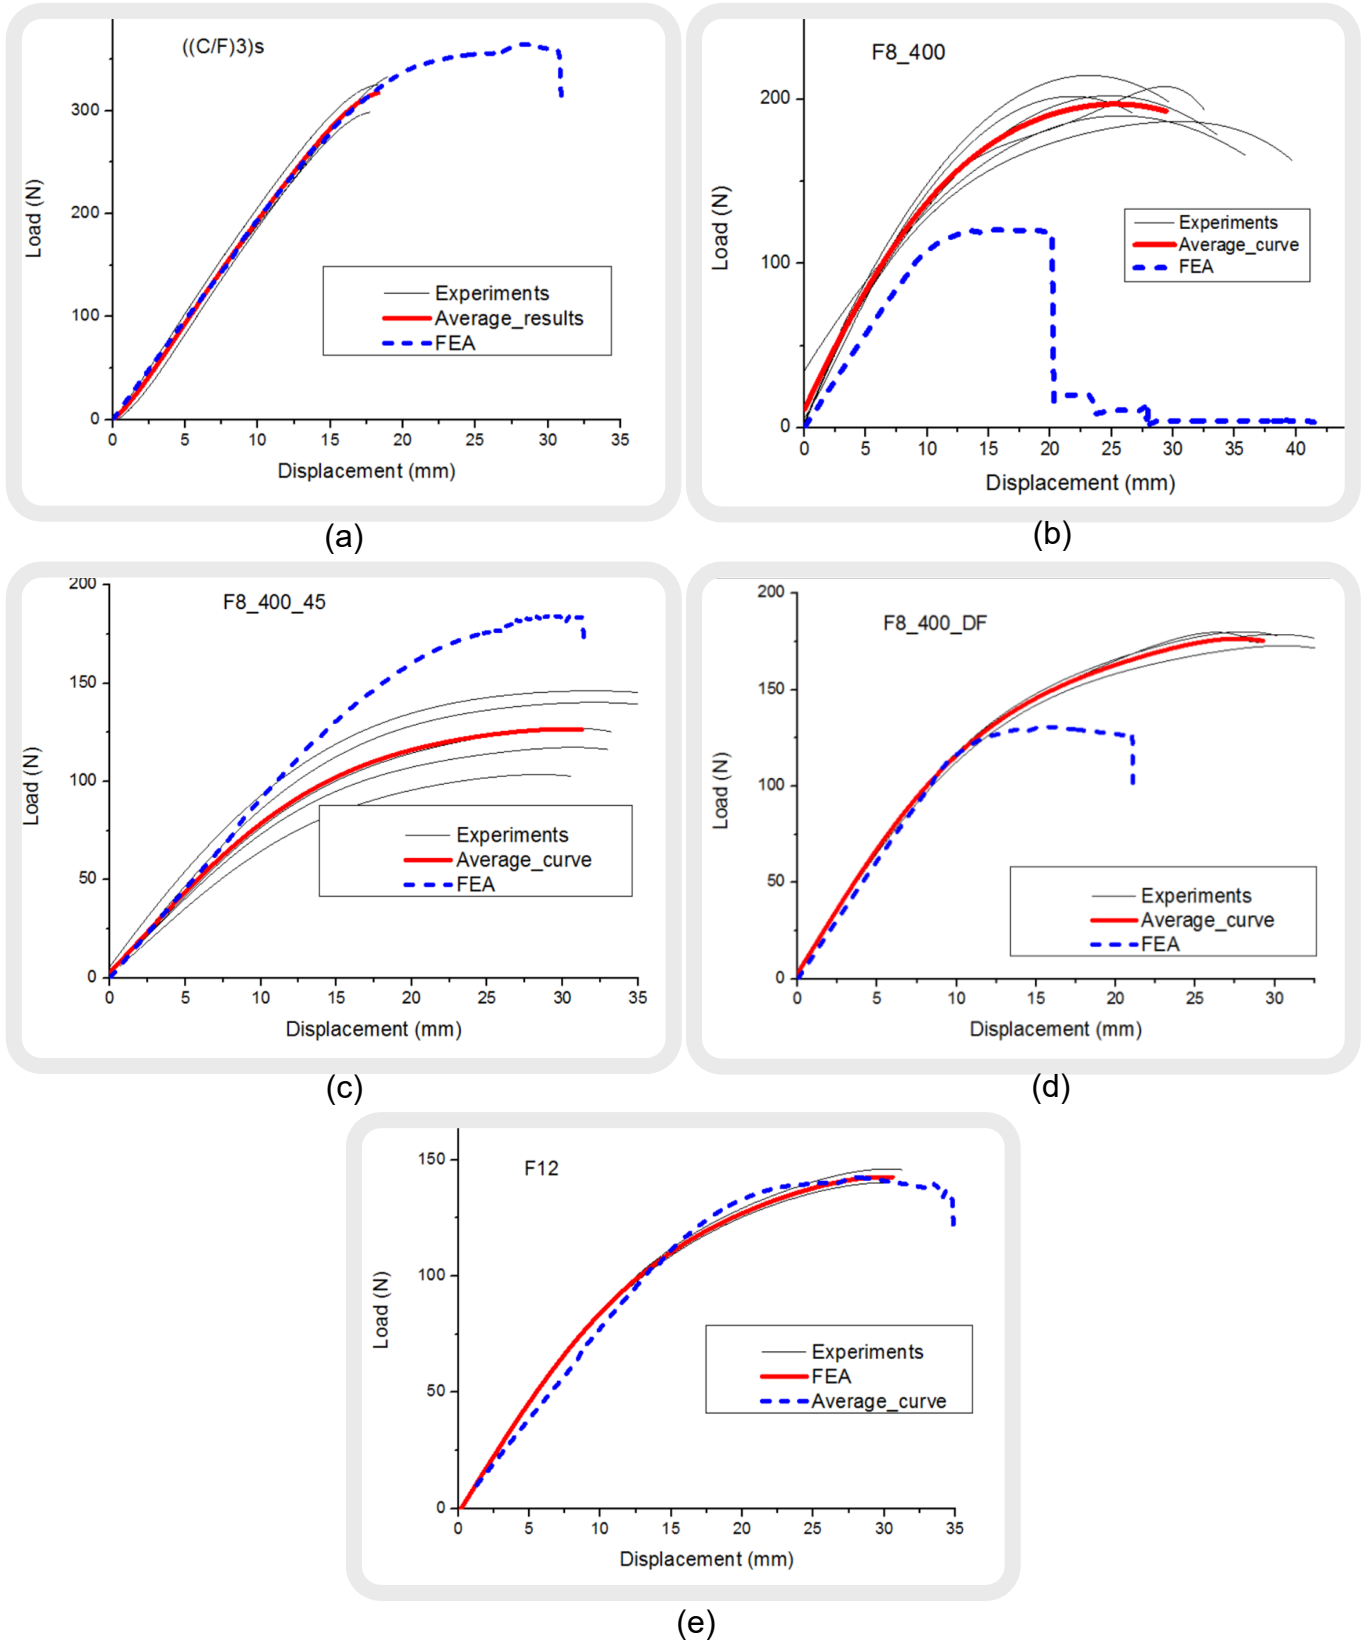 ((C/F)3)s
300
200
100
0
0 5 10 15 20 25 30 35
Load (N)
Displacement (mm)
Experiments
Average_results
FEA
(a)
F8_400
200
100
0
0 5 10 15 20 25 30 35 40
Load (N)
Displacement (mm)
Experiments
Average_curve
FEA
(b)
F8_400_45
200
150
100
50
0
0 5 10 15 20 25 30 35
Load (N)
Displacement (mm)
Experiments
Average_curve
FEA
(c)
F8_400_DF
200
150
100
50
0
0 5 10 15 20 25 30
Load (N)
Displacement (mm)
Experiments
Average_curve
FEA
(d)
F12
150
100
50
0
0 5 10 15 20 25 30 35
Load (N)
Displacement (mm)
Experiments
FEA
Average_curve
(e)